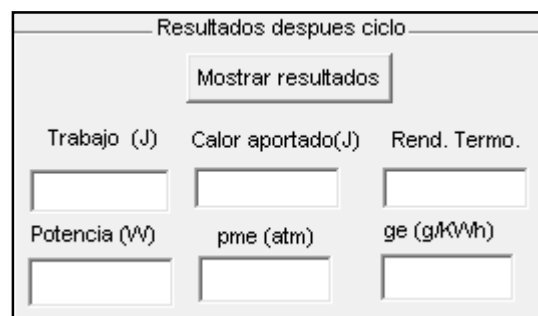 Resultados despues ciclo
Mostrar resultados
Trabajo (J) Calor aportado(J) Rend. Termo.
Potencia (W) pme (atm) ge (g/KWh)